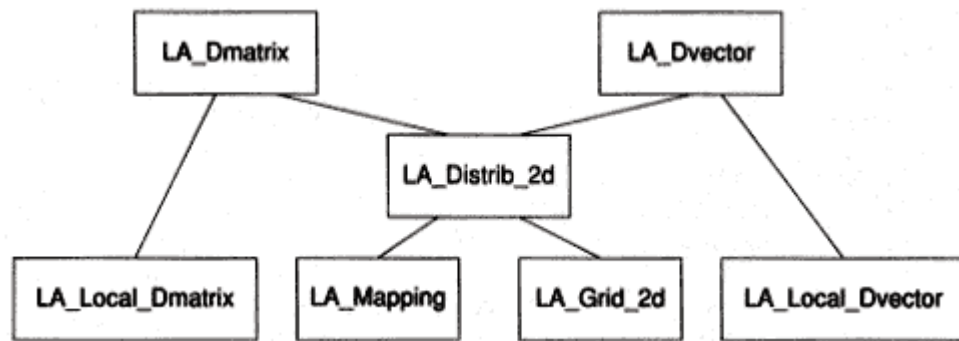 LA_Dmatrix
LA_Dvector
LA_Distrib_2d
LA_Local_Dmatrix
LA_Mapping
LA_Grid_2d
LA_Local_Dvector